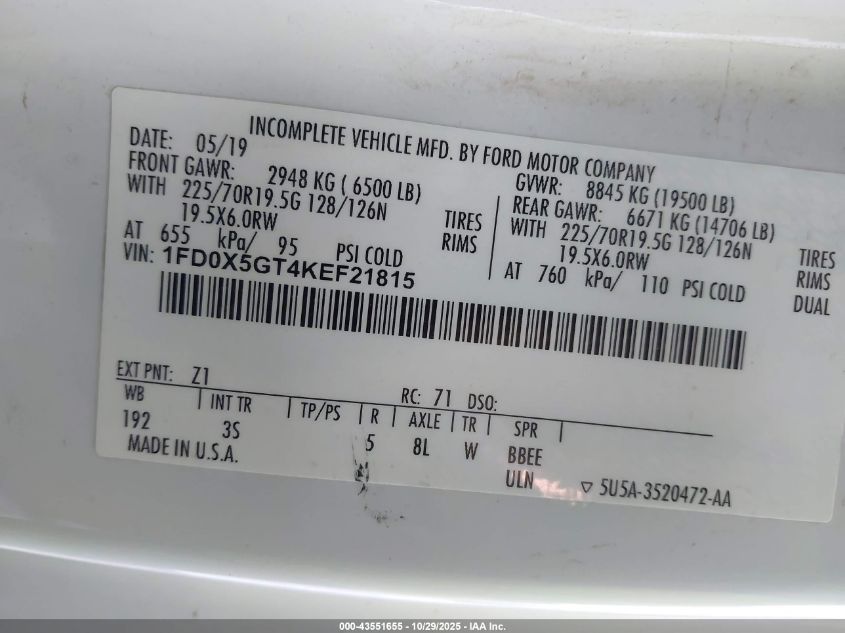 INCOMPLETE VEHICLE MFD. BY FORD MOTOR COMPANY
DATE: 05/19
GVWR: 8845 KG (19500 LB)
FRONT GAWR: 2948 KG ( 6500 LB)
WITH 225/70R19.5G 128/126N TIRES
19.5X6.0RW RIMS
AT 655 kPa/ 95 PSI COLD
REAR GAWR: 6671 KG (14706 LB)
WITH 225/70R19.5G 128/126N TIRES
19.5X6.0RW RIMS
AT 760 kPa/ 110 PSI COLD DUAL
VIN: 1FD0X5GT4KEF21815
EXT PNT: Z1 RC: 71 DSO:
WB INT TR TP/PS R AXLE TR SPR
192 3S 5 8L W BBEE
MADE IN U.S.A. ULN ▽ 5U5A-3520472-AA
000-43551655 - 10/29/2025 - IAA Inc.